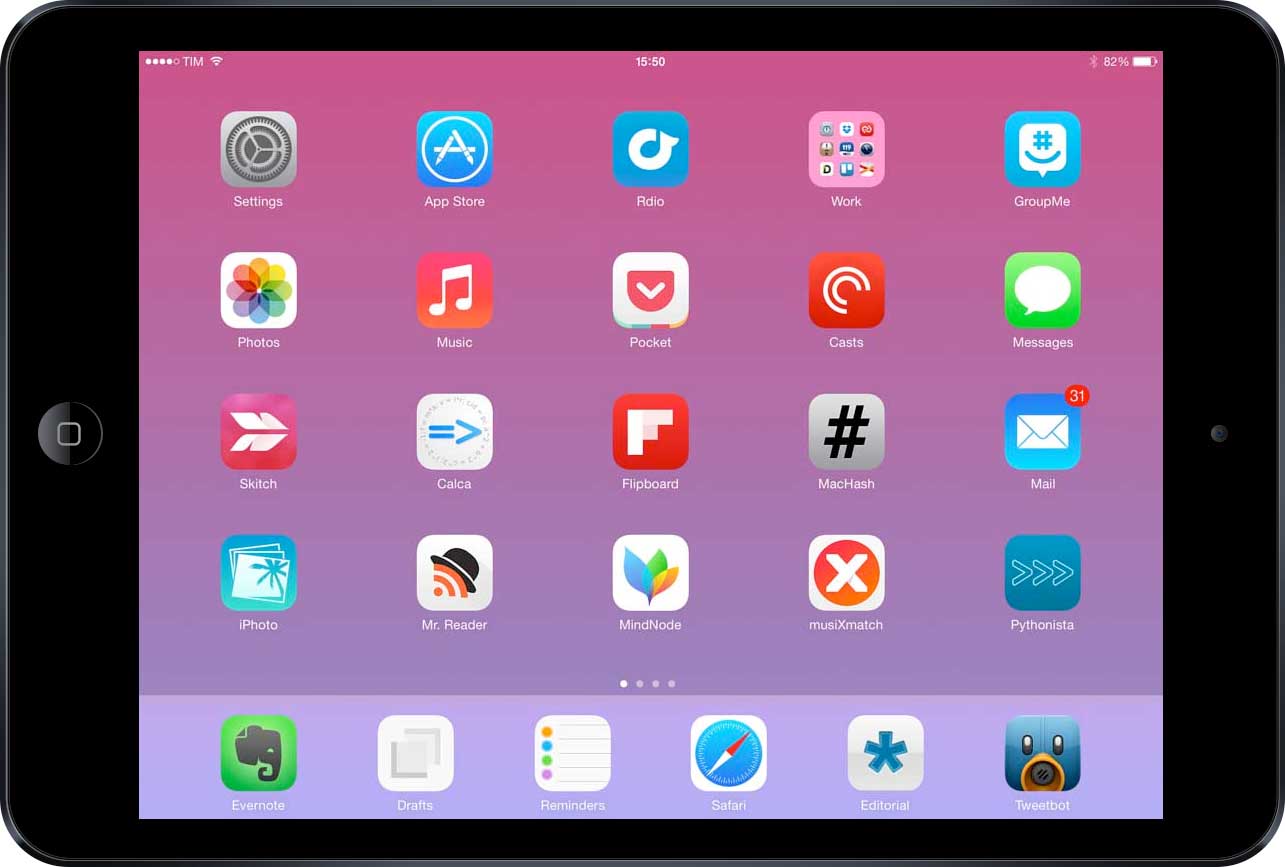 TIM 15:50 82%
Settings App Store Rdio Work GroupMe
Photos Music Pocket Casts Messages
31
Skitch Calca Flipboard MacHash Mail
iPhoto Mr. Reader MindNode musiXmatch Pythonista
Evernote Drafts Reminders Safari Editorial Tweetbot